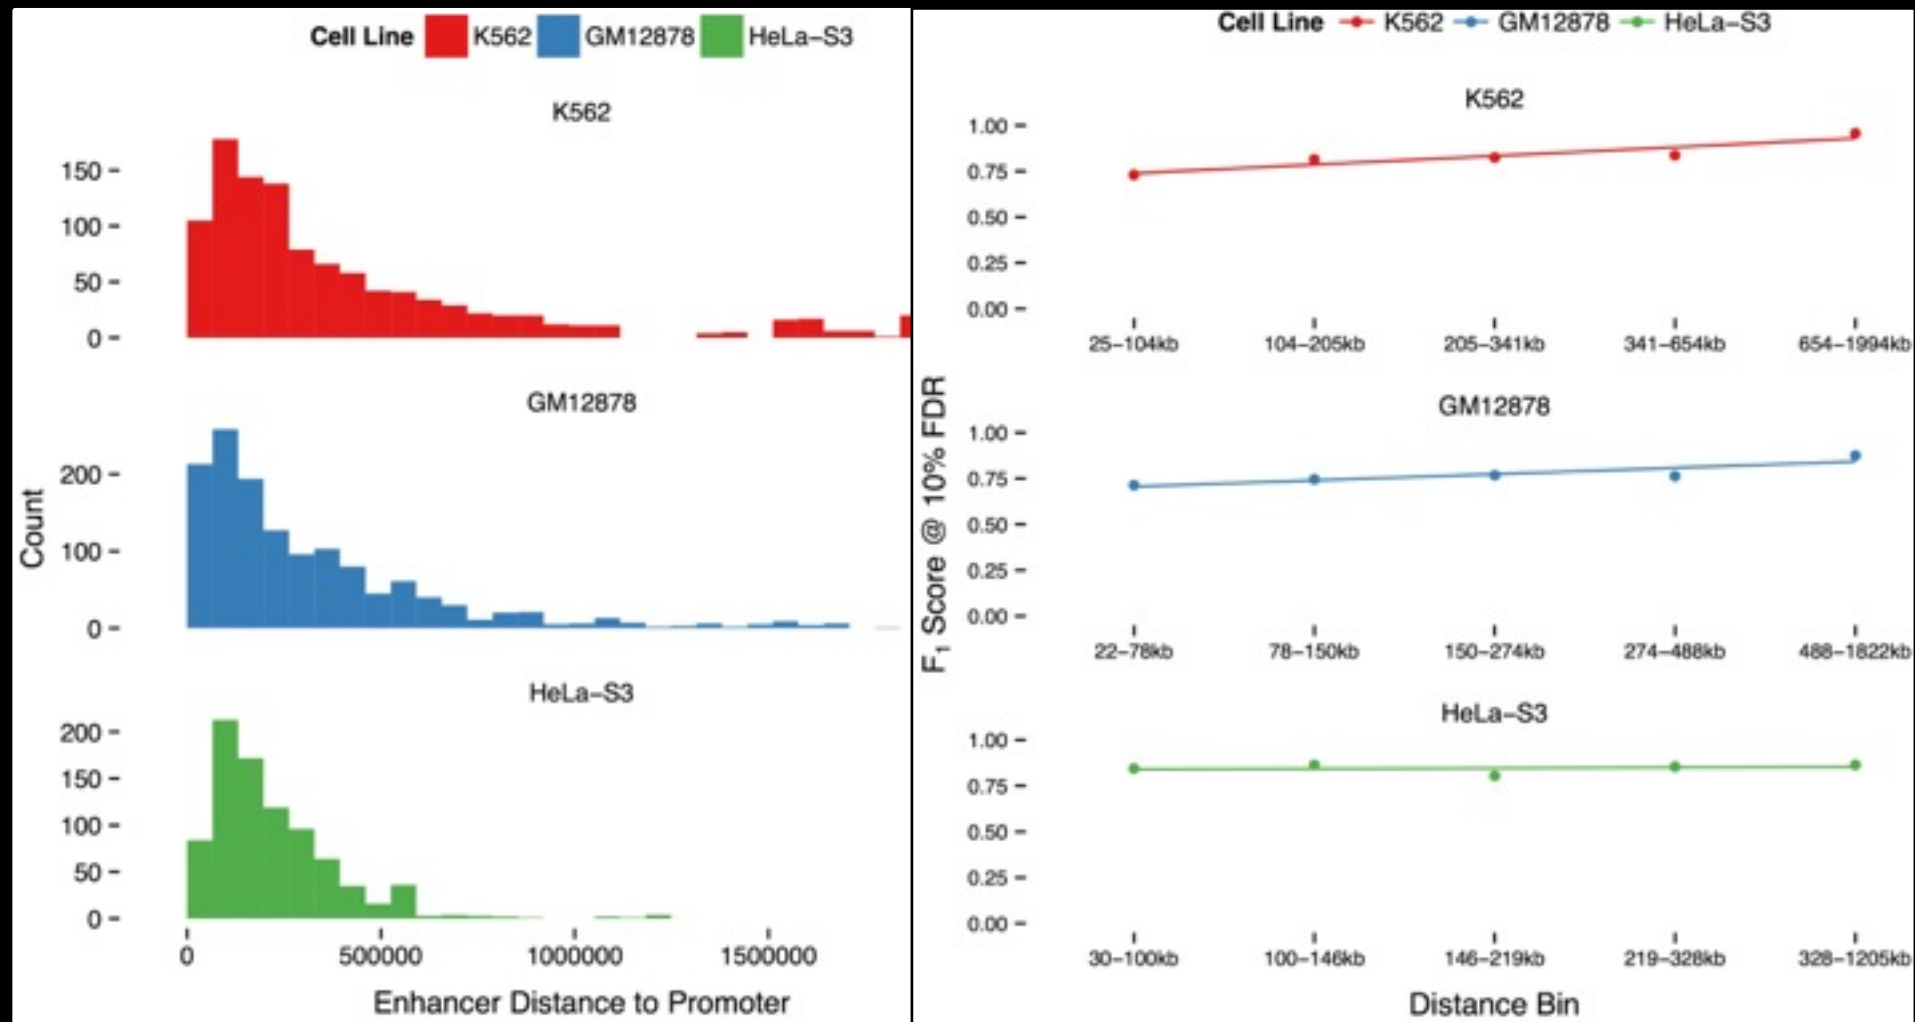 Cell Line K562 GM12878 HeLa–S3
K562
150
100
50
0
GM12878
200
100
0
HeLa–S3
200
150
100
50
0
0 500000 1000000 1500000
Count
Enhancer Distance to Promoter
Cell Line K562 GM12878 HeLa–S3
K562
1.00
0.75
0.50
0.25
0.00
25–104kb 104–205kb 205–341kb 341–654kb 654–1994kb
GM12878
1.00
0.75
0.50
0.25
0.00
22–78kb 78–150kb 150–274kb 274–488kb 488–1822kb
HeLa–S3
1.00
0.75
0.50
0.25
0.00
30–100kb 100–146kb 146–219kb 219–328kb 328–1205kb
F₁ Score @ 10% FDR
Distance Bin